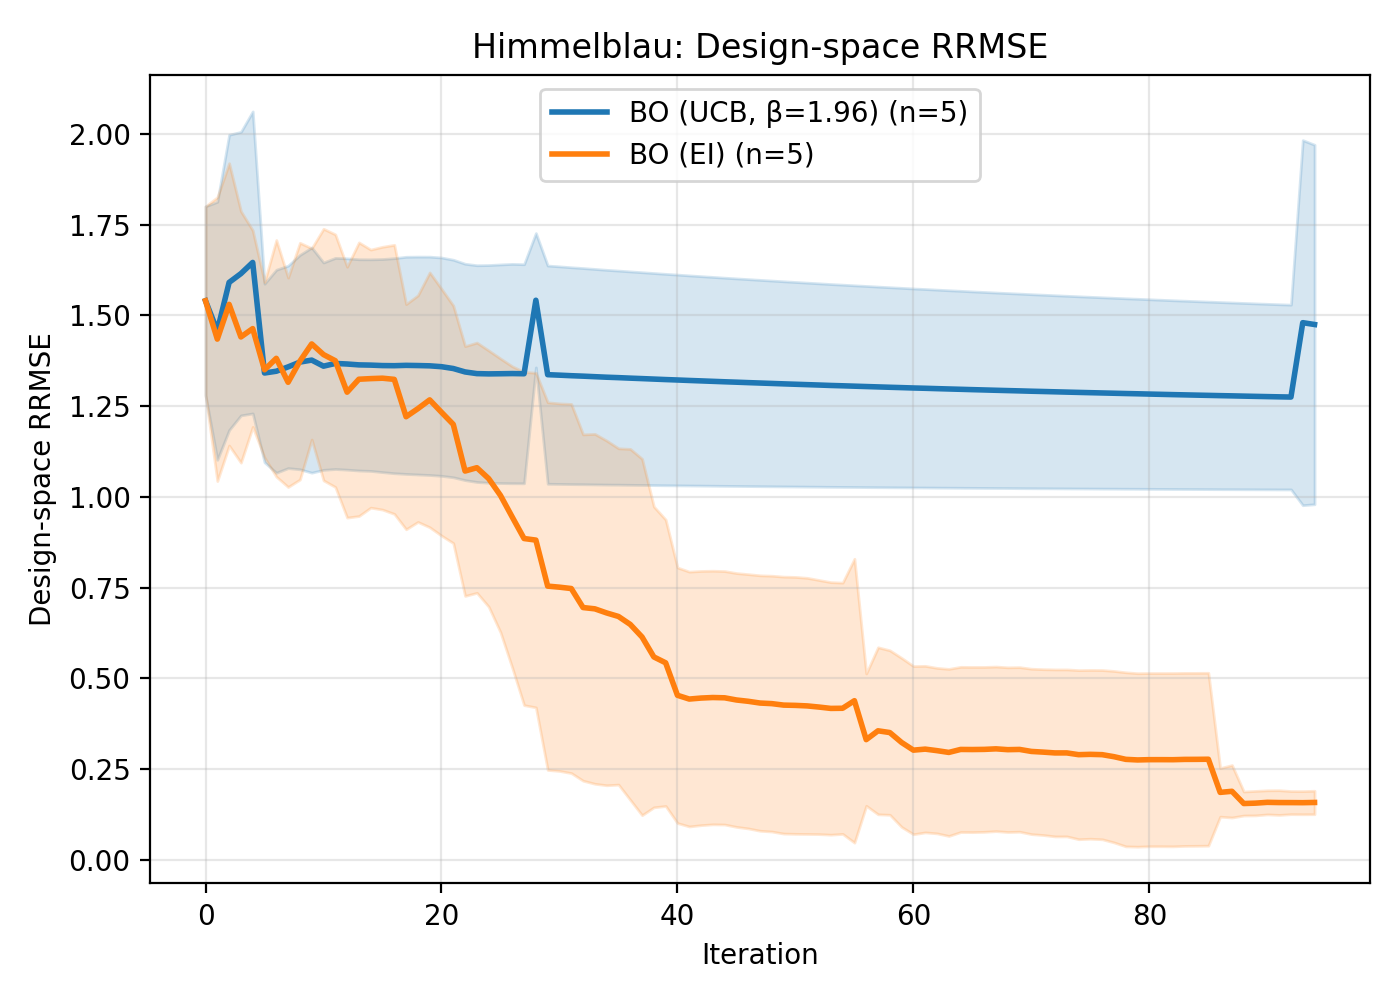 Himmelblau: Design-space RRMSE
BO (UCB, β=1.96) (n=5)
BO (EI) (n=5)
Design-space RRMSE
2.00
1.75
1.50
1.25
1.00
0.75
0.50
0.25
0.00
0 20 40 60 80
Iteration